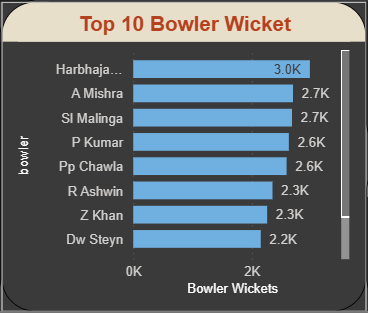 Top 10 Bowler Wicket
bowler
Harbhaja... 3.0K
A Mishra 2.7K
Sl Malinga 2.7K
P Kumar 2.6K
Pp Chawla 2.6K
R Ashwin 2.3K
Z Khan 2.3K
Dw Steyn 2.2K
0K 2K
Bowler Wickets